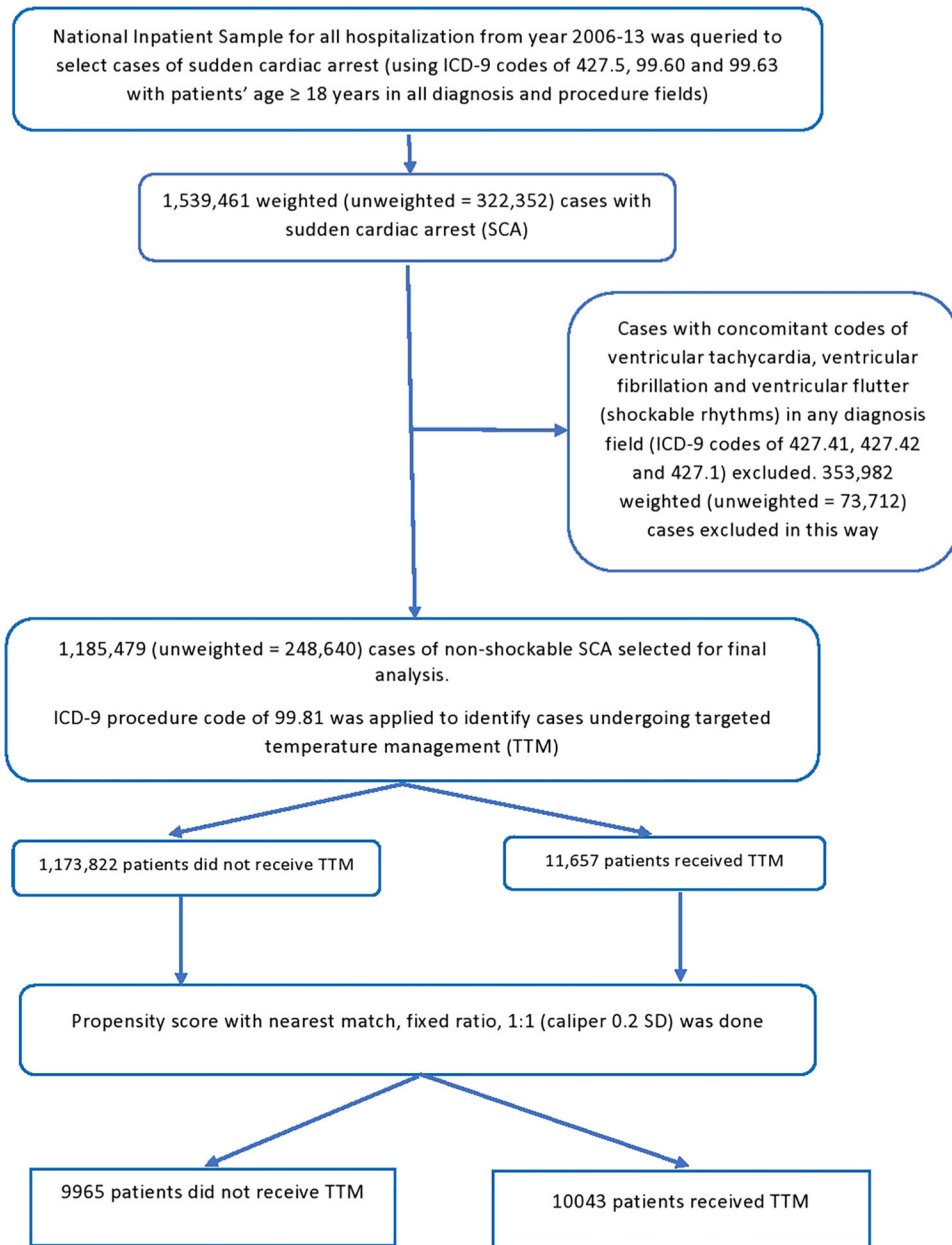 National Inpatient Sample for all hospitalization from year 2006-13 was queried to
select cases of sudden cardiac arrest (using ICD-9 codes of 427.5, 99.60 and 99.63
with patients’ age ≥ 18 years in all diagnosis and procedure fields)
1,539,461 weighted (unweighted = 322,352) cases with
sudden cardiac arrest (SCA)
Cases with concomitant codes of
ventricular tachycardia, ventricular
fibrillation and ventricular flutter
(shockable rhythms) in any diagnosis
field (ICD-9 codes of 427.41, 427.42
and 427.1) excluded. 353,982
weighted (unweighted = 73,712)
cases excluded in this way
1,185,479 (unweighted = 248,640) cases of non-shockable SCA selected for final
analysis.
ICD-9 procedure code of 99.81 was applied to identify cases undergoing targeted
temperature management (TTM)
1,173,822 patients did not receive TTM
11,657 patients received TTM
Propensity score with nearest match, fixed ratio, 1:1 (caliper 0.2 SD) was done
9965 patients did not receive TTM
10043 patients received TTM